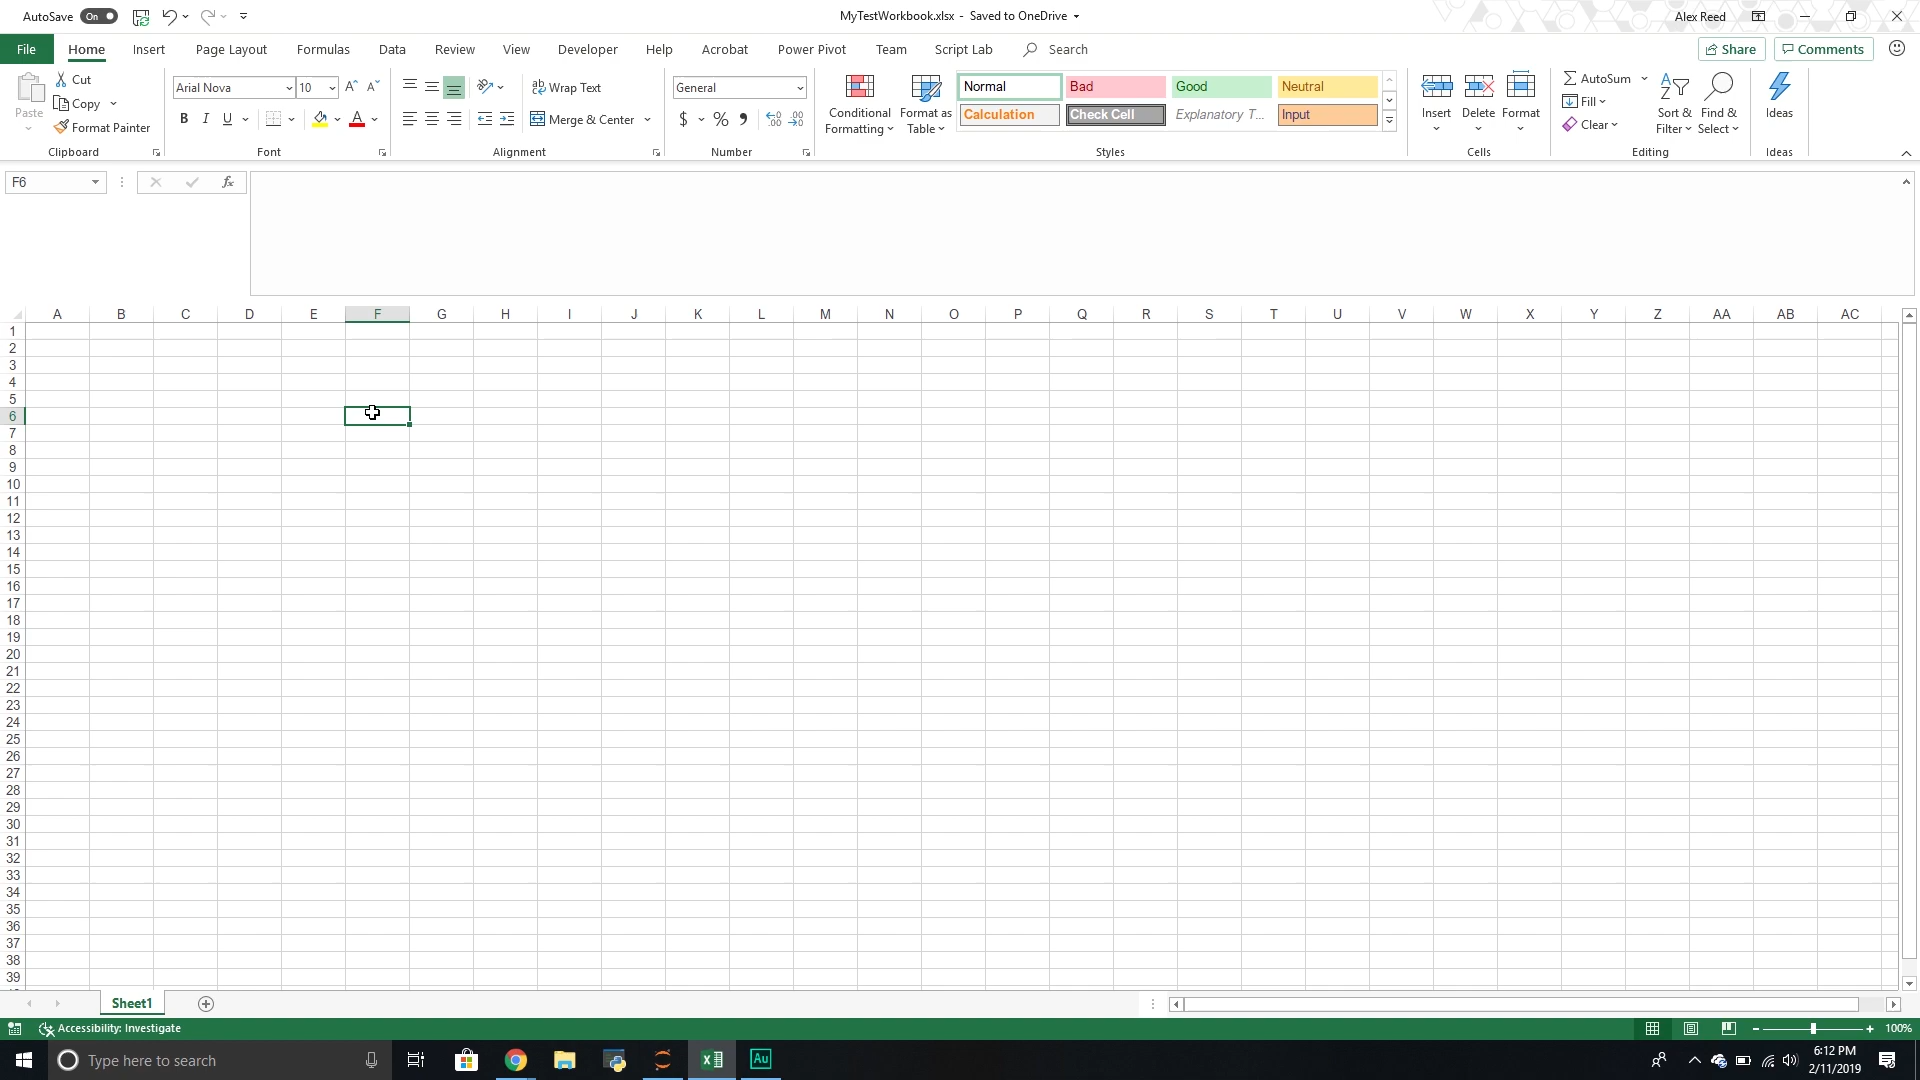 AutoSave On MyTestWorkbook.xlsx - Saved to OneDrive Alex Reed
File Home Insert Page Layout Formulas Data Review View Developer Help Acrobat Power Pivot Team Script Lab Search Share Comments
Paste
Cut
Copy
Format Painter
Clipboard
Arial Nova 10
B I U A
Font
Wrap Text
Merge & Center
Alignment
General
$ % ,
Number
Conditional Formatting
Format as Table
Normal Bad Good Neutral
Calculation Check Cell Explanatory T... Input
Styles
Insert Delete Format
Cells
AutoSum
Fill
Clear
Sort & Filter
Find & Select
Editing
Ideas
Ideas
F6 fx
A B C D E F G H I J K L M N O P Q R S T U V W X Y Z AA AB AC
1
2
3
4
5
6
7
8
9
10
11
12
13
14
15
16
17
18
19
20
21
22
23
24
25
26
27
28
29
30
31
32
33
34
35
36
37
38
39
Sheet1
Accessibility: Investigate 100%
Type here to search
Au
6:12 PM
2/11/2019